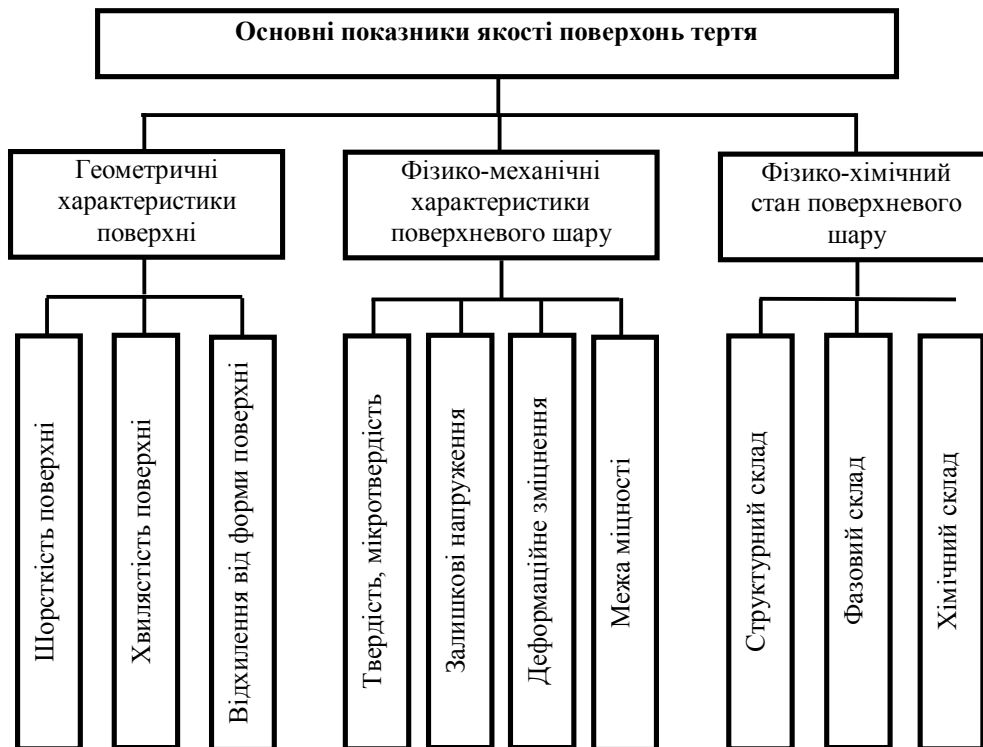 Основні показники якості поверхонь тертя
Геометричні
характеристики
поверхні
Фізико-механічні
характеристики
поверхневого шару
Фізико-хімічний
стан поверхневого
шару
Шорсткість поверхні
Хвилястість поверхні
Відхилення від форми поверхні
Твердість, мікротвердість
Залишкові напруження
Деформаційне зміцнення
Межа міцності
Структурний склад
Фазовий склад
Хімічний склад